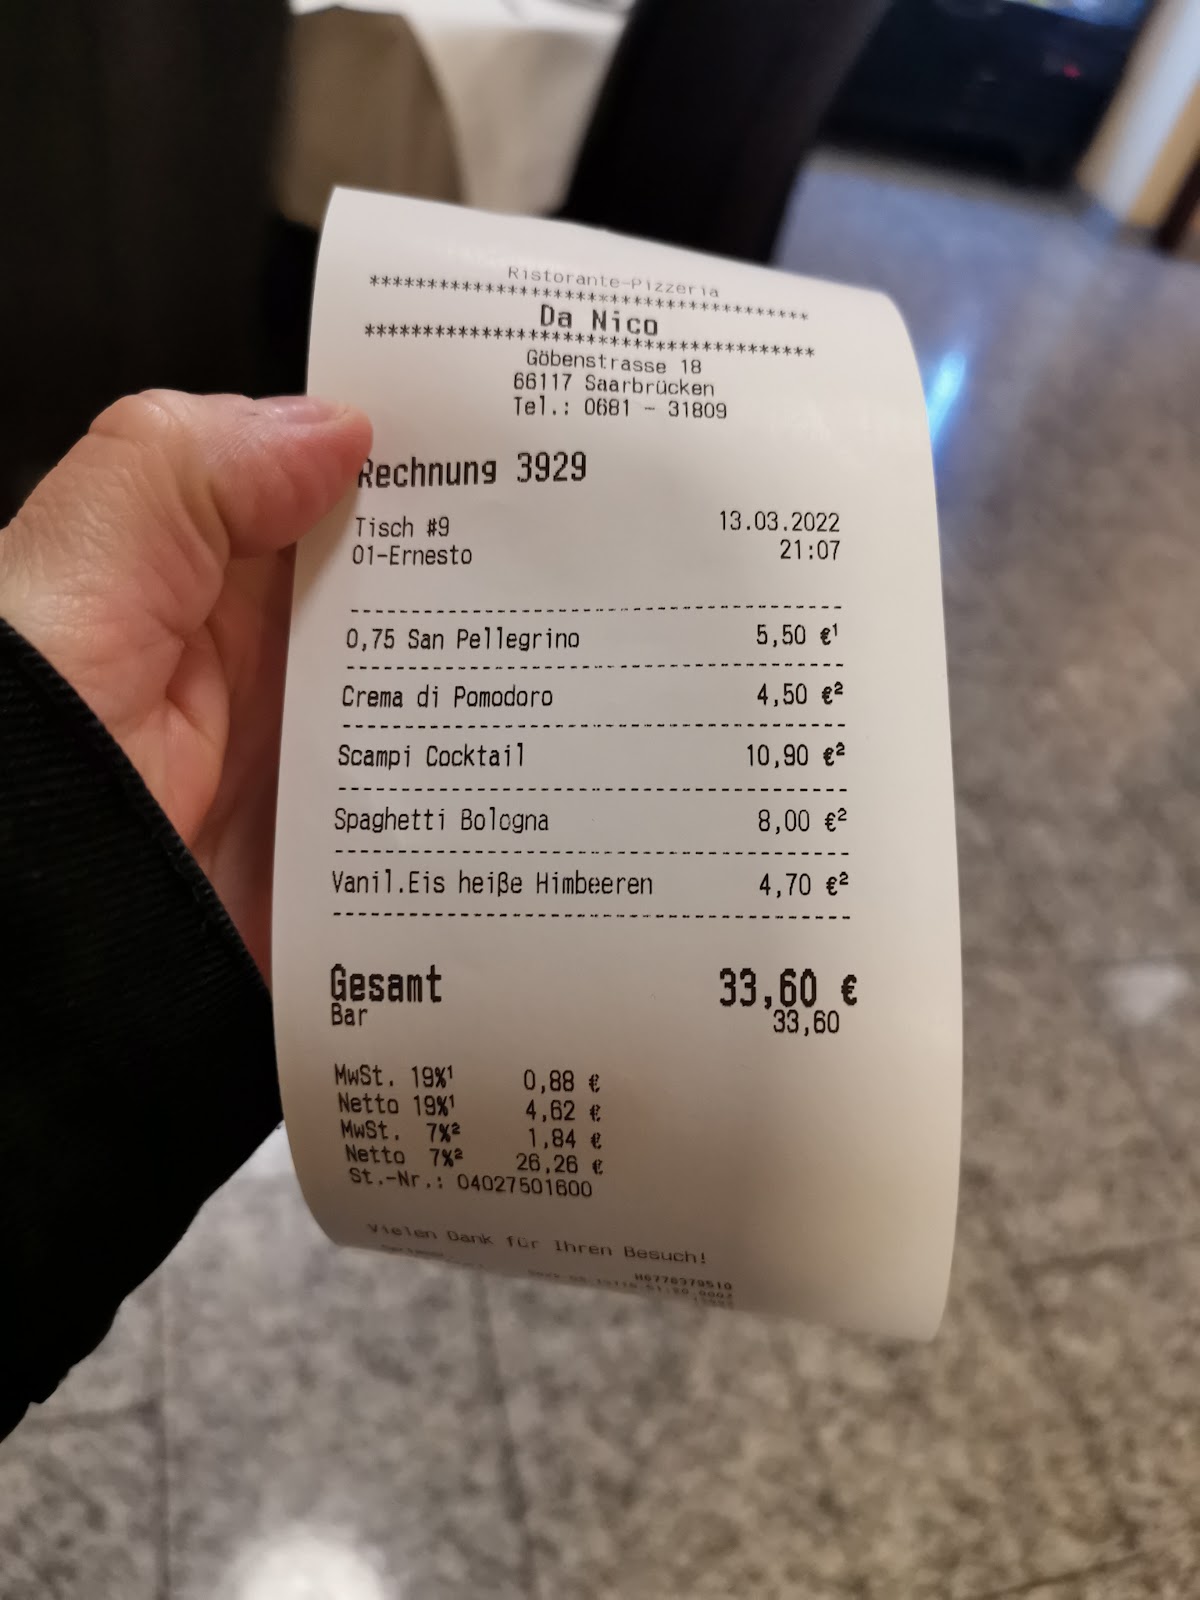 Ristorante-Pizzeria
**************************************
Da Nico
***************************************
Göbenstrasse 18
66117 Saarbrücken
Tel.: 0681 - 31809
Rechnung 3929
Tisch #9 13.03.2022
01-Ernesto 21:07
0,75 San Pellegrino 5,50 €¹
Crema di Pomodoro 4,50 €²
Scampi Cocktail 10,90 €²
Spaghetti Bologna 8,00 €²
Vanil.Eis heiße Himbeeren 4,70 €²
Gesamt 33,60 €
Bar 33,60
MwSt. 19%¹ 0,88 €
Netto 19%¹ 4,62 €
MwSt. 7%² 1,84 €
Netto 7%² 26,26 €
St.-Nr.: 04027501600
Vielen Dank für Ihren Besuch!